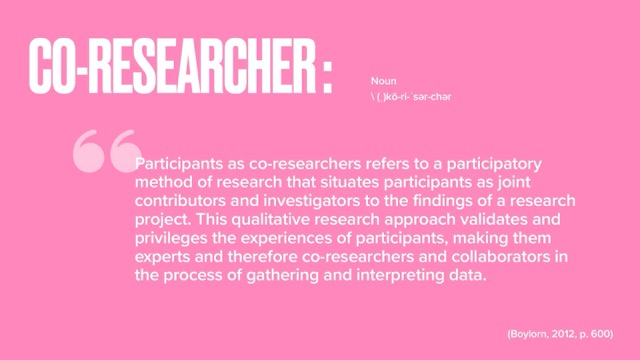 CO-RESEARCHER:
Noun
\ (ˌ)kō-ri-ˈsər-chər
“
Participants as co-researchers refers to a participatory
method of research that situates participants as joint
contributors and investigators to the findings of a research
project. This qualitative research approach validates and
privileges the experiences of participants, making them
experts and therefore co-researchers and collaborators in
the process of gathering and interpreting data.
(Boylorn, 2012, p. 600)